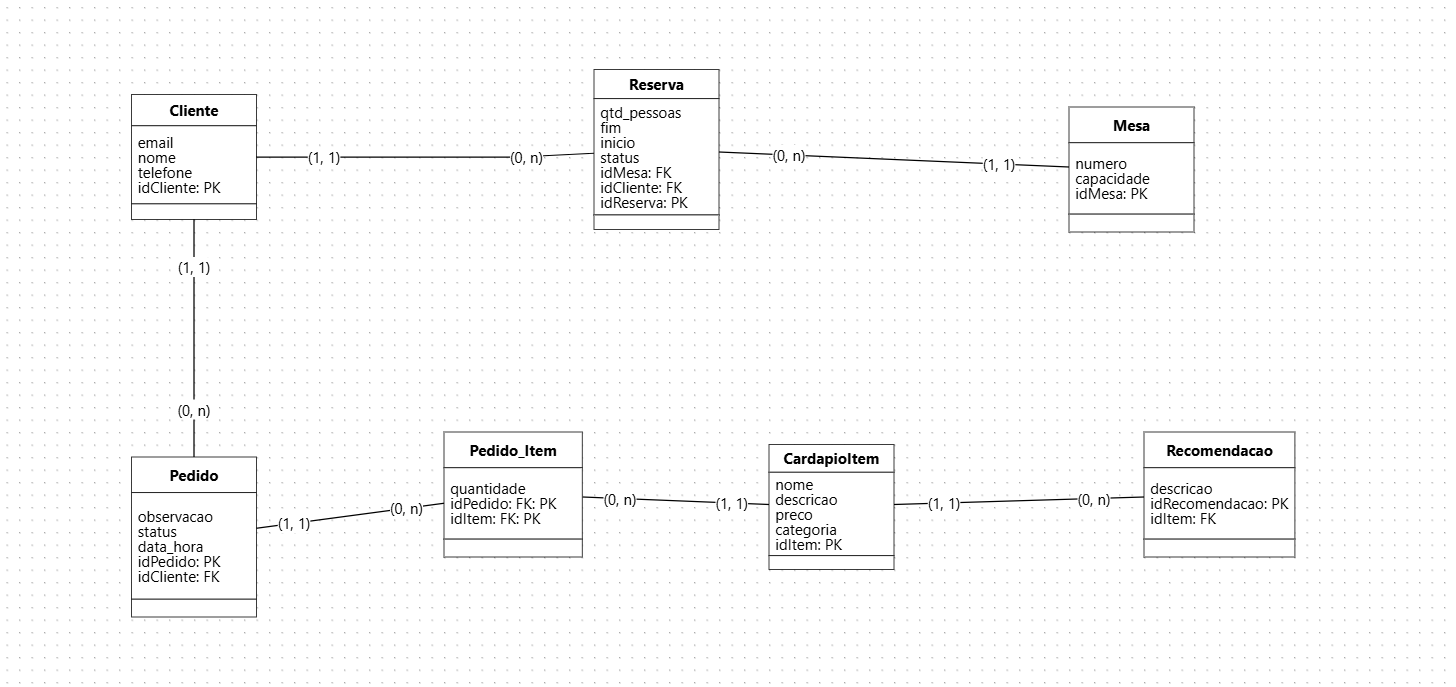 Cliente
email
nome
telefone
idCliente: PK
(1, 1)
(0, n)
Reserva
qtd_pessoas
fim
inicio
status
idMesa: FK
idCliente: FK
idReserva: PK
(0, n)
(1, 1)
Mesa
numero
capacidade
idMesa: PK
(1, 1)
(0, n)
Pedido
observacao
status
data_hora
idPedido: PK
idCliente: FK
(1, 1)
(0, n)
Pedido_Item
quantidade
idPedido: FK: PK
idItem: FK: PK
(0, n)
(1, 1)
CardapioItem
nome
descricao
preco
categoria
idItem: PK
(1, 1)
(0, n)
Recomendacao
descricao
idRecomendacao: PK
idItem: FK